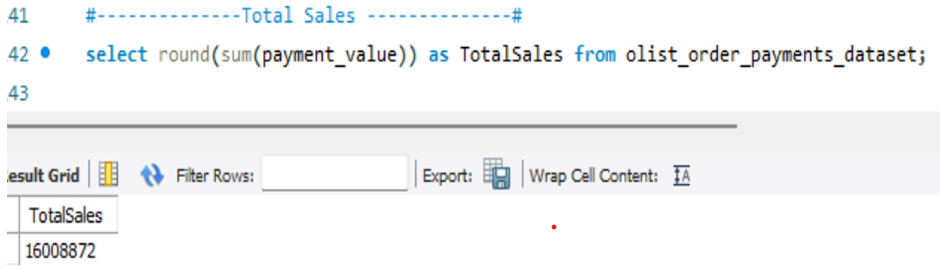 41 #--------------Total Sales --------------#
42 select round(sum(payment_value)) as TotalSales from olist_order_payments_dataset;
43
esult Grid Filter Rows: Export: Wrap Cell Content:
TotalSales
16008872